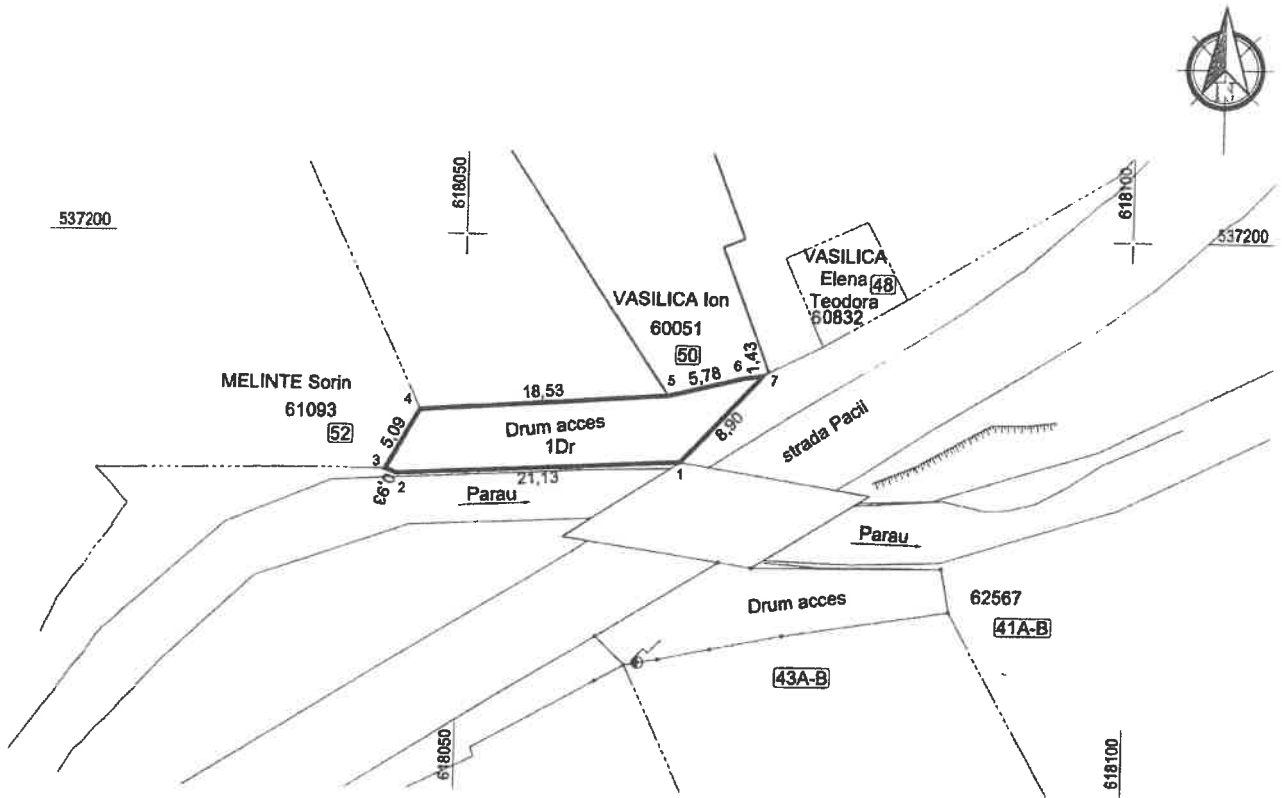 618050
618100
537200
537200
VASILICA
Elena 48
Teodora
60832
VASILICA Ion
60051
50
1,43
6
5,78
5
7
MELINTE Sorin
61093
52
4
18,53
5,09
Drum acces
1Dr
8,90
strada Pacii
3
0,93
2
21,13
1
Parau
Parau
Drum acces
62567
41A-B
43A-B
618050
618100